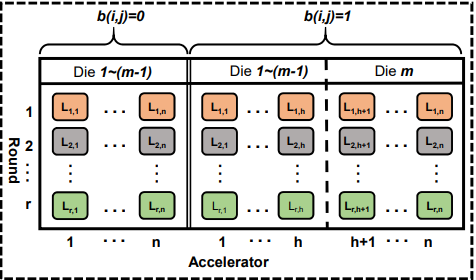 b(i,j)=0 b(i,j)=1
Die 1~(m-1) Die 1~(m-1) Die m
1 L1,1 ... L1,n L1,1 ... L1,h L1,h+1 ... L1,n
2 L2,1 ... L2,n L2,1 ... L2,h L2,h+1 ... L2,n
Round
r Lr,1 ... Lr,n Lr,1 ... Lr,h Lr,h+1 ... Lr,n
1 ... n 1 ... h h+1 ... n
Accelerator